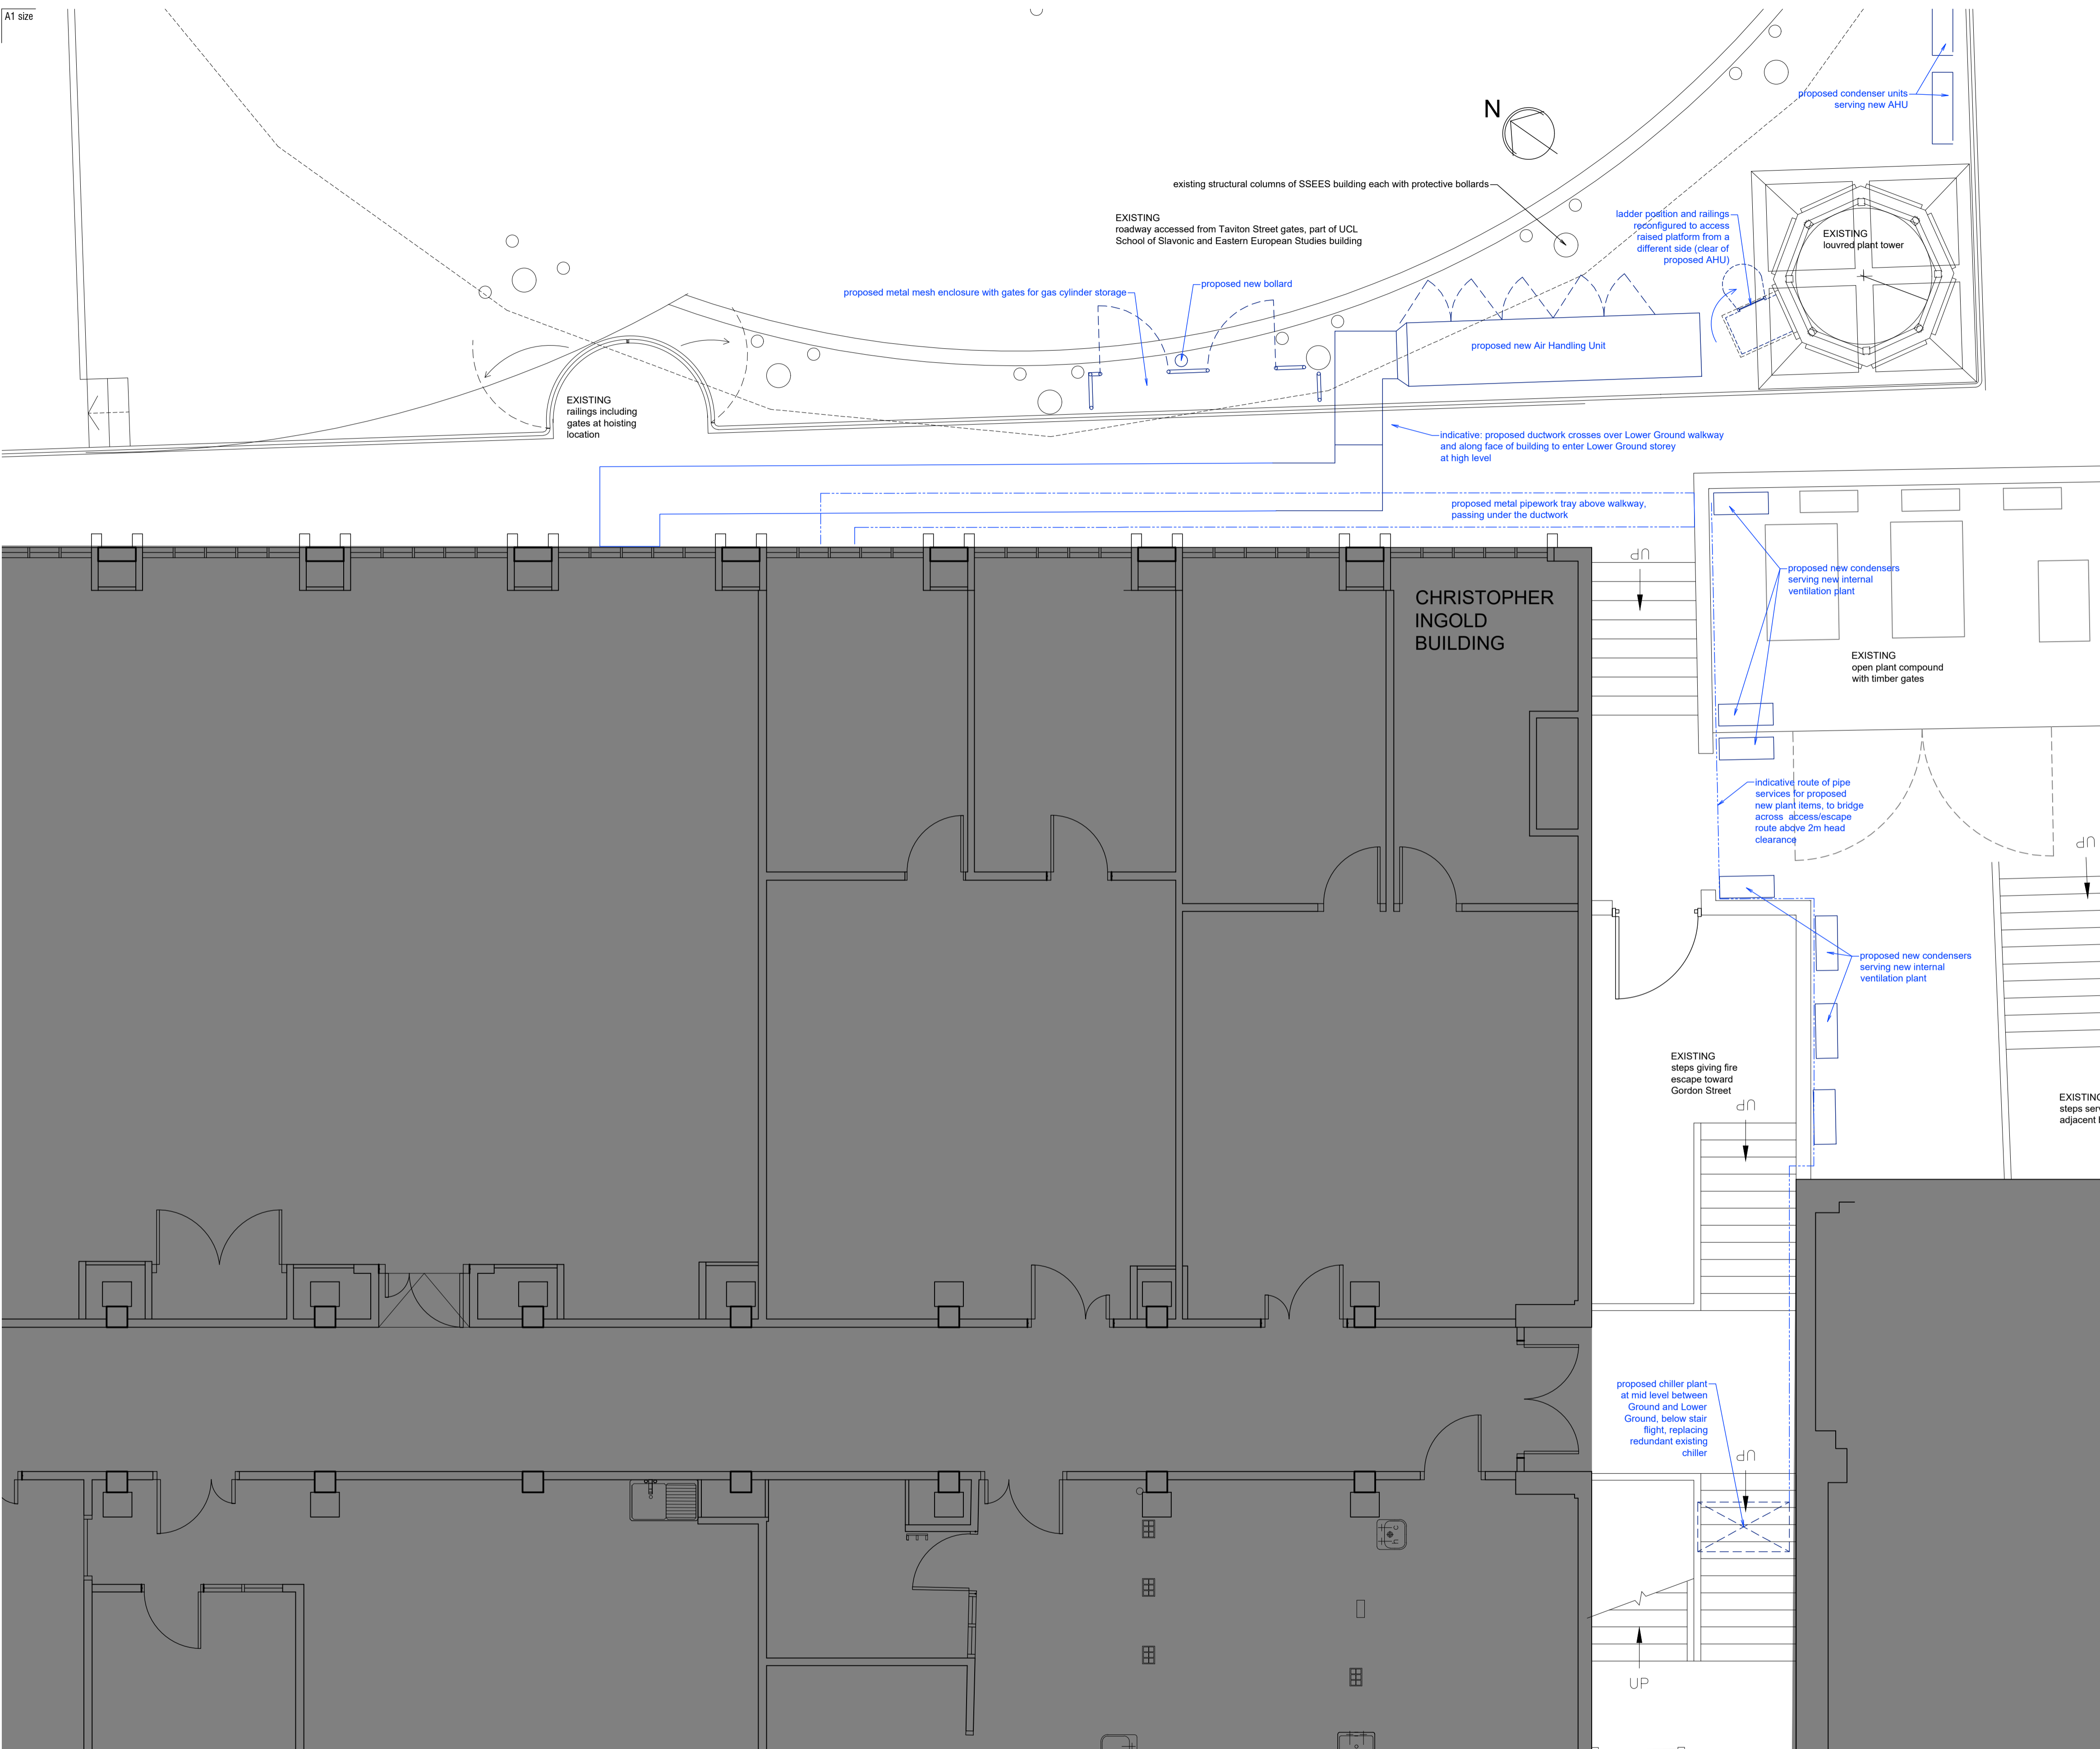 A1 size
proposed condenser units
serving new AHU
N
existing structural columns of SSEES building each with protective bollards
EXISTING
roadway accessed from Taviton Street gates, part of UCL
School of Slavonic and Eastern European Studies building
ladder position and railings
reconfigured to access
raised platform from a
different side (clear of
proposed AHU)
EXISTING
louvred plant tower
proposed metal mesh enclosure with gates for gas cylinder storage
proposed new bollard
proposed new Air Handling Unit
EXISTING
railings including
gates at hoisting
location
indicative: proposed ductwork crosses over Lower Ground walkway
and along face of building to enter Lower Ground storey
at high level
proposed metal pipework tray above walkway,
passing under the ductwork
UP
CHRISTOPHER
INGOLD
BUILDING
proposed new condensers
serving new internal
ventilation plant
EXISTING
open plant compound
with timber gates
indicative route of pipe
services for proposed
new plant items, to bridge
across access/escape
route above 2m head
clearance
UP
proposed new condensers
serving new internal
ventilation plant
EXISTING
steps giving fire
escape toward
Gordon Street
UP
EXISTING
steps ser
adjacent
proposed chiller plant
at mid level between
Ground and Lower
Ground, below stair
flight, replacing
redundant existing
chiller
UP
UP